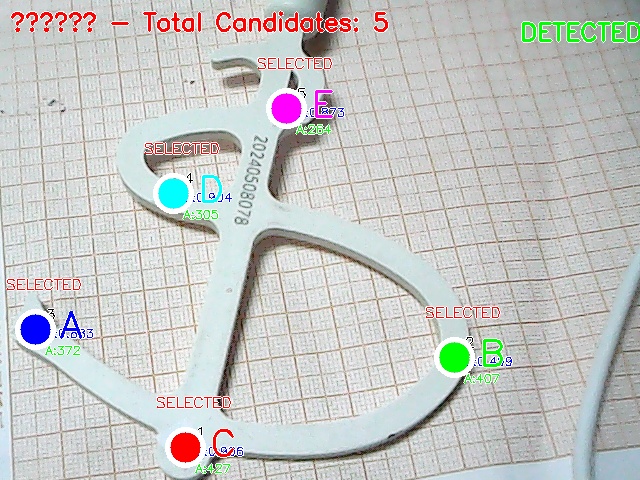 ?????? - Total Candidates: 5
DETECTED
SELECTED
5
E
A:264
20240508078
SELECTED
4
D
A:305
SELECTED
3
A
A:372
SELECTED
B
A:407
SELECTED
1
C
A:427